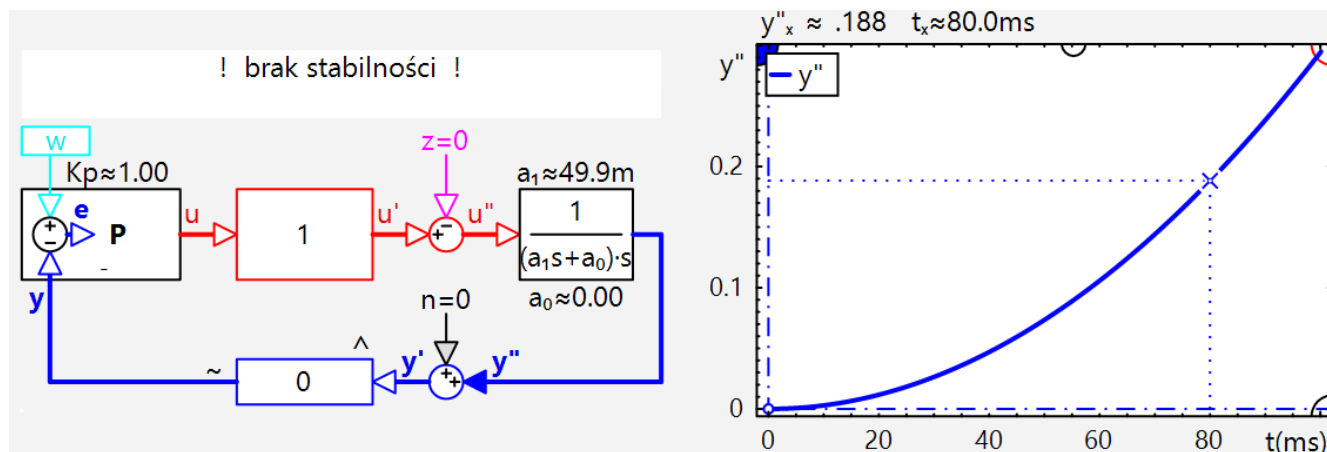 ! brak stabilności !
w
Kp≈1.00
e
P
-
u
1
u'
z=0
u"
a₁≈49.9m
1
(a₁s+a₀)·s
a₀≈0.00
y
~
0
^
y'
n=0
y"
y"ₓ ≈ .188 tₓ≈80.0ms
y"
y"
0.2
0.1
0
0 20 40 60 80 t(ms)